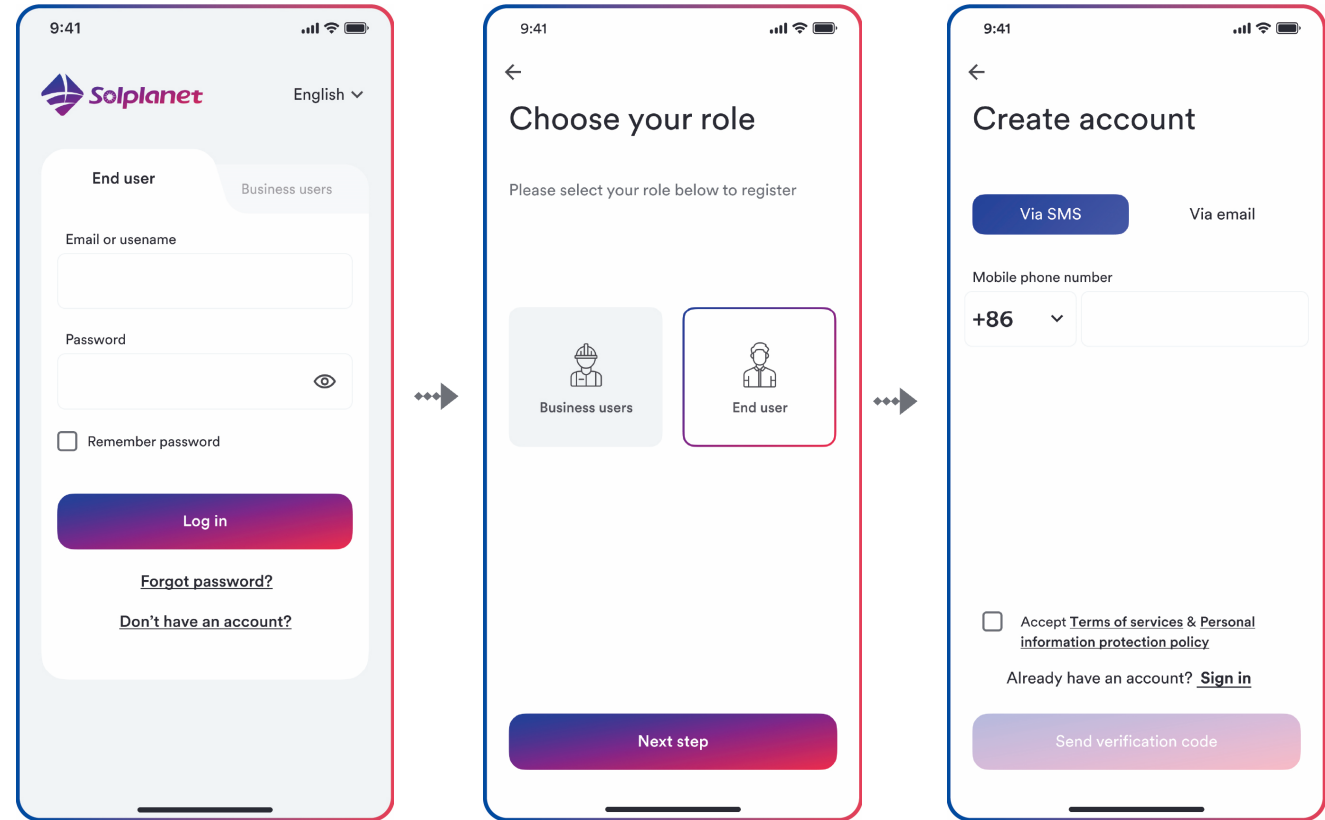 9:41
Solplanet
English
End user
Business users
Email or usename
Password
Remember password
Log in
Forgot password?
Don't have an account?
9:41
Choose your role
Please select your role below to register
Business users
End user
Next step
9:41
Create account
Via SMS
Via email
Mobile phone number
+86
Accept Terms of services & Personal
information protection policy
Already have an account? Sign in
Send verification code